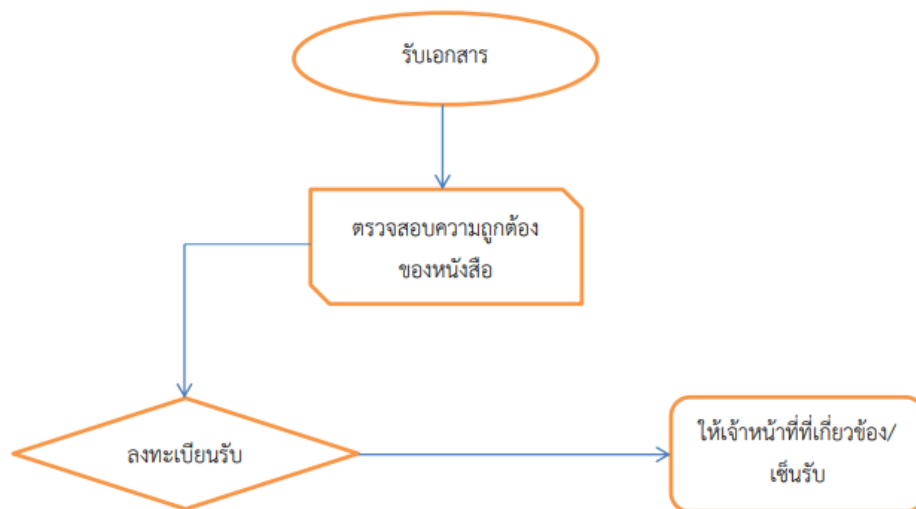 รับเอกสาร
ตรวจสอบความถูกต้อง
ของหนังสือ
ลงทะเบียนรับ
ให้เจ้าหน้าที่ที่เกี่ยวข้อง/
เซ็นรับ